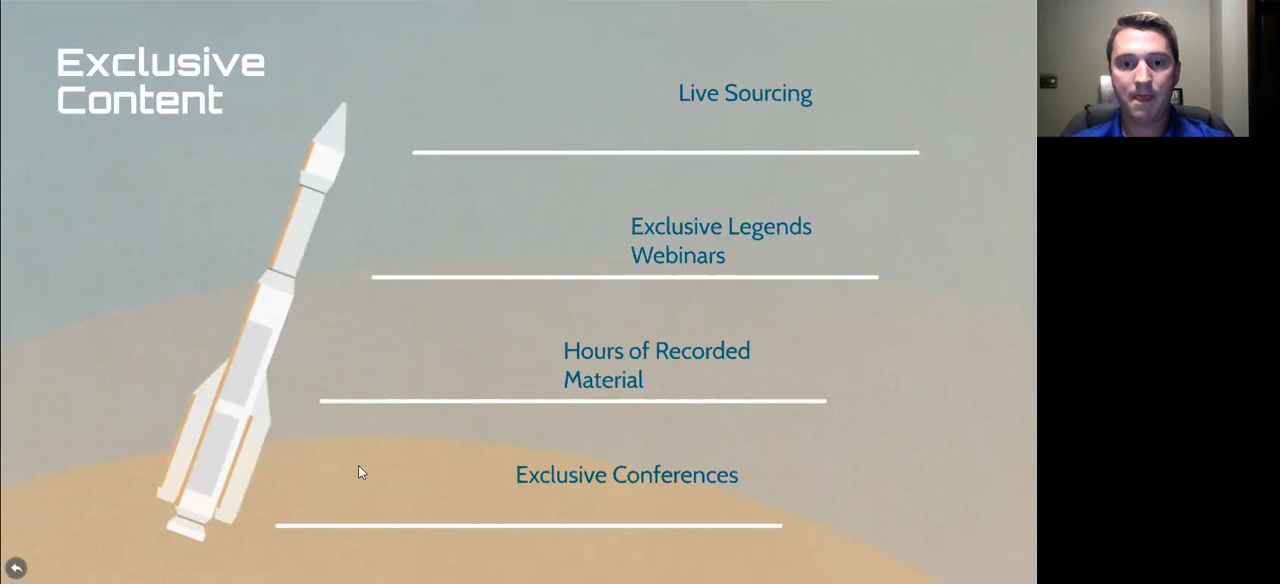 Exclusive
Content
Live Sourcing
Exclusive Legends
Webinars
Hours of Recorded
Material
Exclusive Conferences